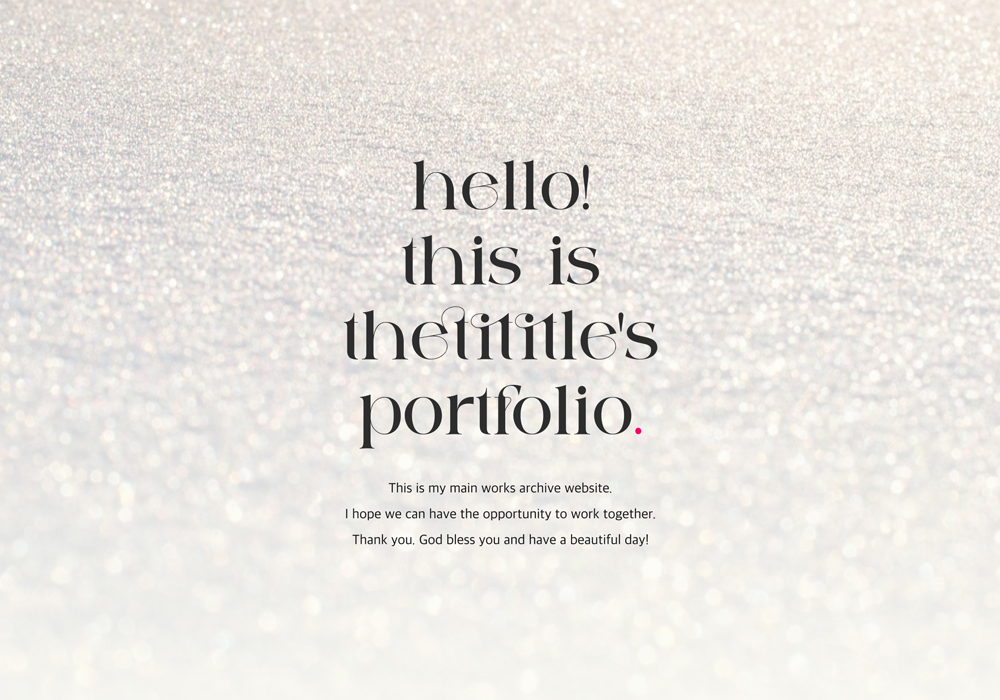 hello!
this is
thetititle's
portfolio.
This is my main works archive website.
I hope we can have the opportunity to work together.
Thank you. God bless you and have a beautiful day!